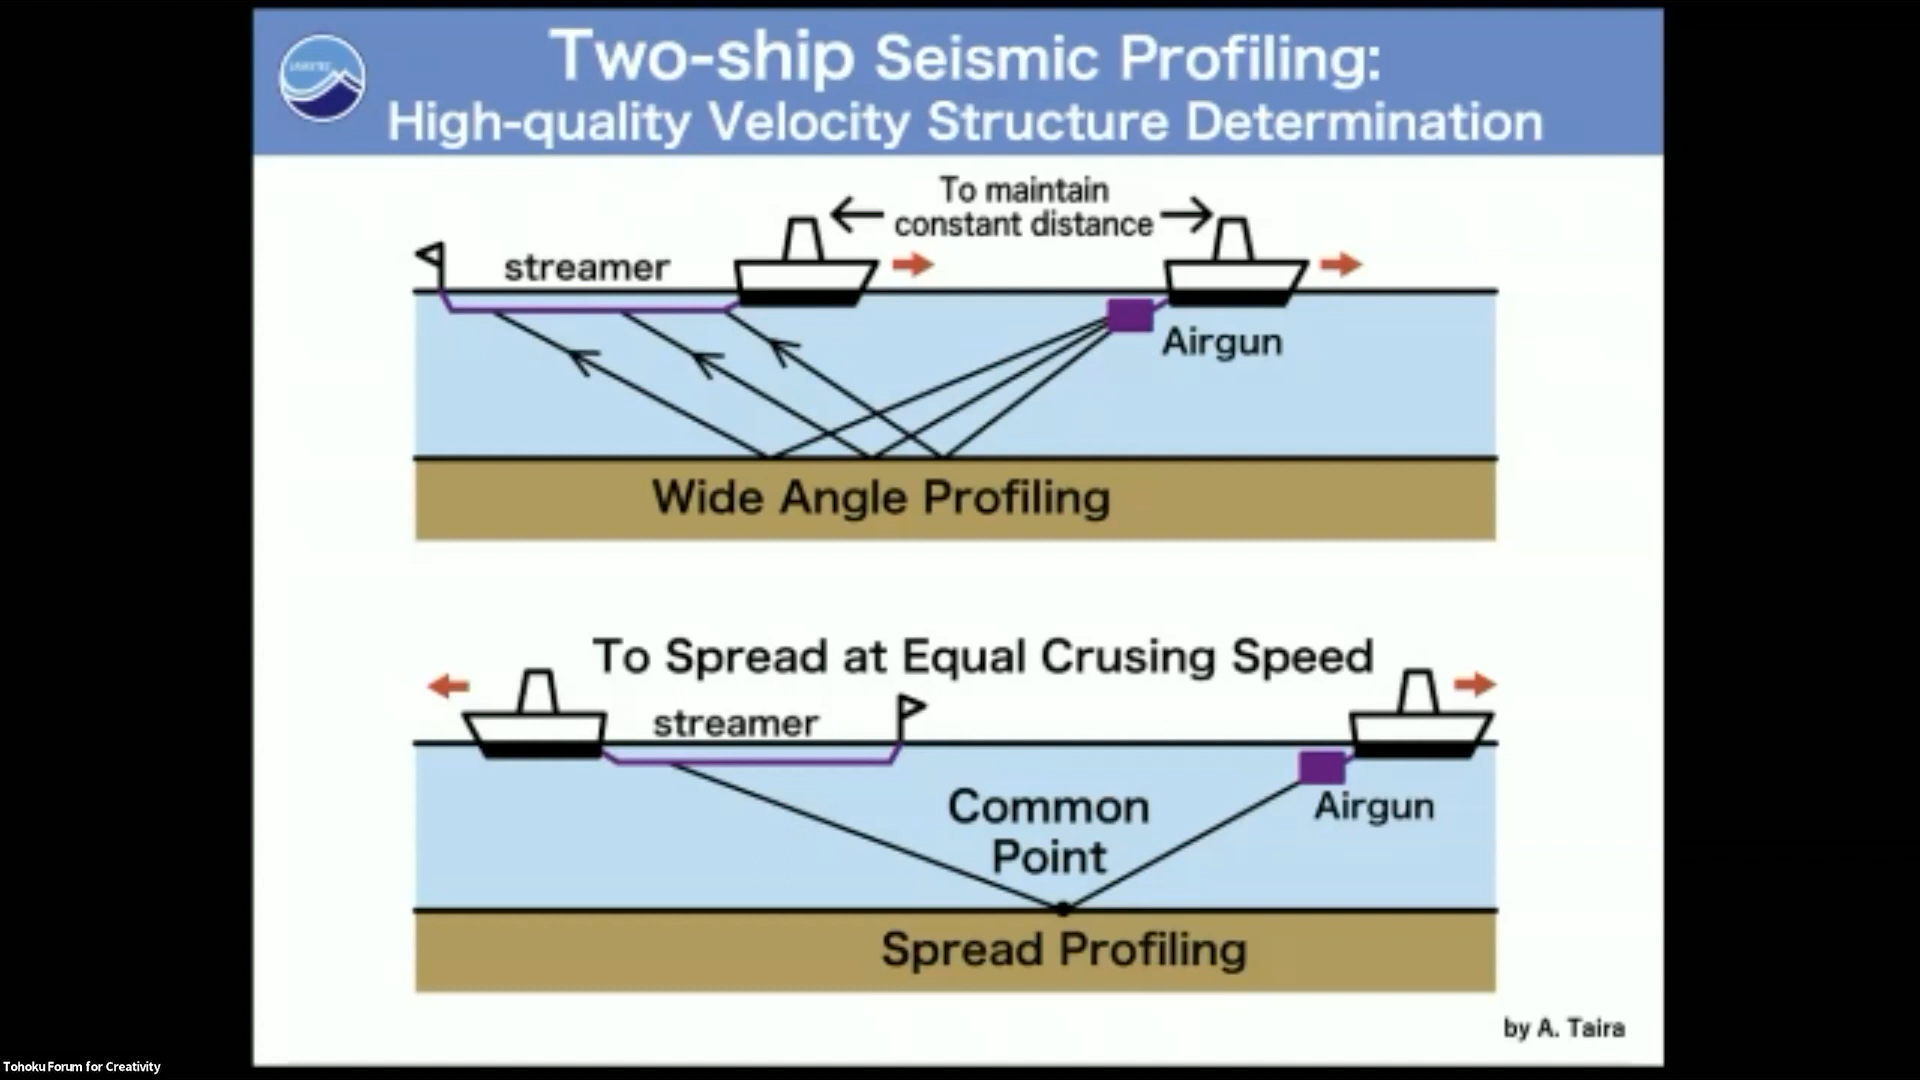 Two-ship Seismic Profiling:
High-quality Velocity Structure Determination
To maintain
constant distance
streamer
Airgun
Wide Angle Profiling
To Spread at Equal Crusing Speed
streamer
Common
Point
Airgun
Spread Profiling
by A. Taira
Tohoku Forum for Creativity